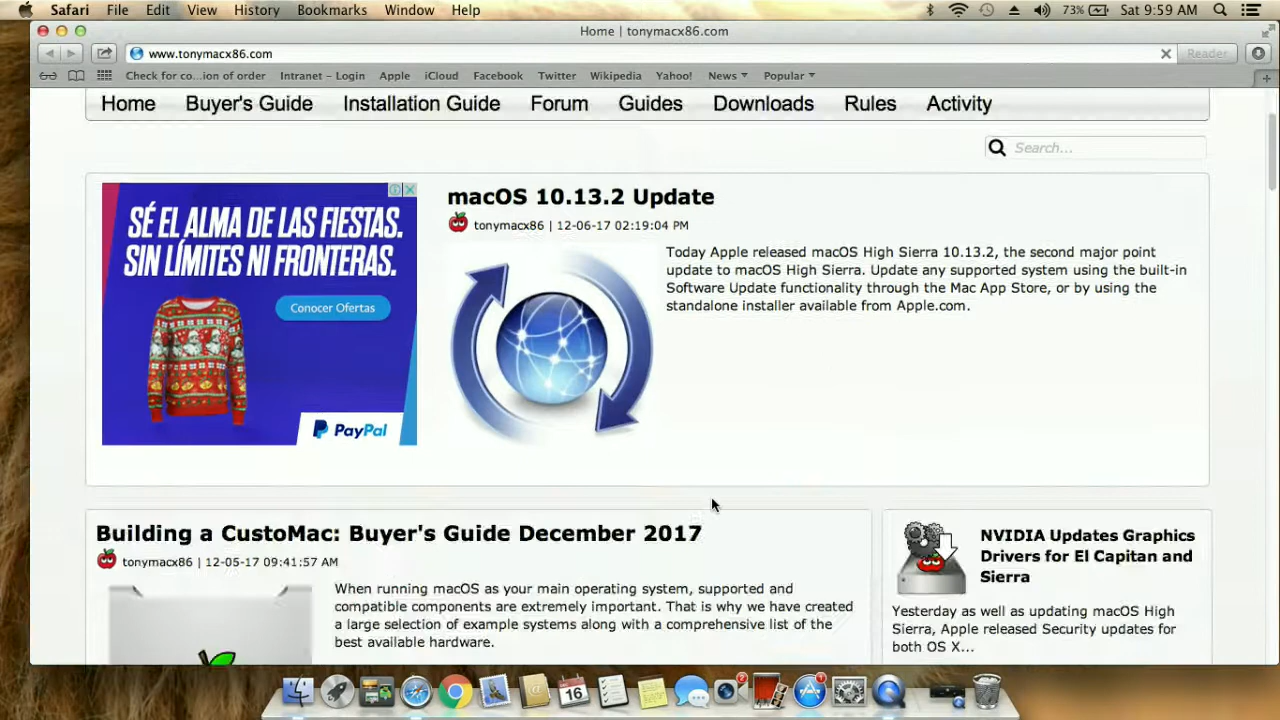 Safari File Edit View History Bookmarks Window Help 73% Sat 9:59 AM
Home | tonymacx86.com
www.tonymacx86.com Reader
Check for co...ion of order Intranet - Login Apple iCloud Facebook Twitter Wikipedia Yahoo! News Popular
Home Buyer's Guide Installation Guide Forum Guides Downloads Rules Activity
Search...
SÉ EL ALMA DE LAS FIESTAS.
SIN LÍMITES NI FRONTERAS.
Conocer Ofertas
PayPal
macOS 10.13.2 Update
tonymacx86 | 12-06-17 02:19:04 PM
Today Apple released macOS High Sierra 10.13.2, the second major point
update to macOS High Sierra. Update any supported system using the built-in
Software Update functionality through the Mac App Store, or by using the
standalone installer available from Apple.com.
Building a CustoMac: Buyer's Guide December 2017
tonymacx86 | 12-05-17 09:41:57 AM
When running macOS as your main operating system, supported and
compatible components are extremely important. That is why we have created
a large selection of example systems along with a comprehensive list of the
best available hardware.
NVIDIA Updates Graphics
Drivers for El Capitan and
Sierra
Yesterday as well as updating macOS High
Sierra, Apple released Security updates for
both OS X...
16
2
1